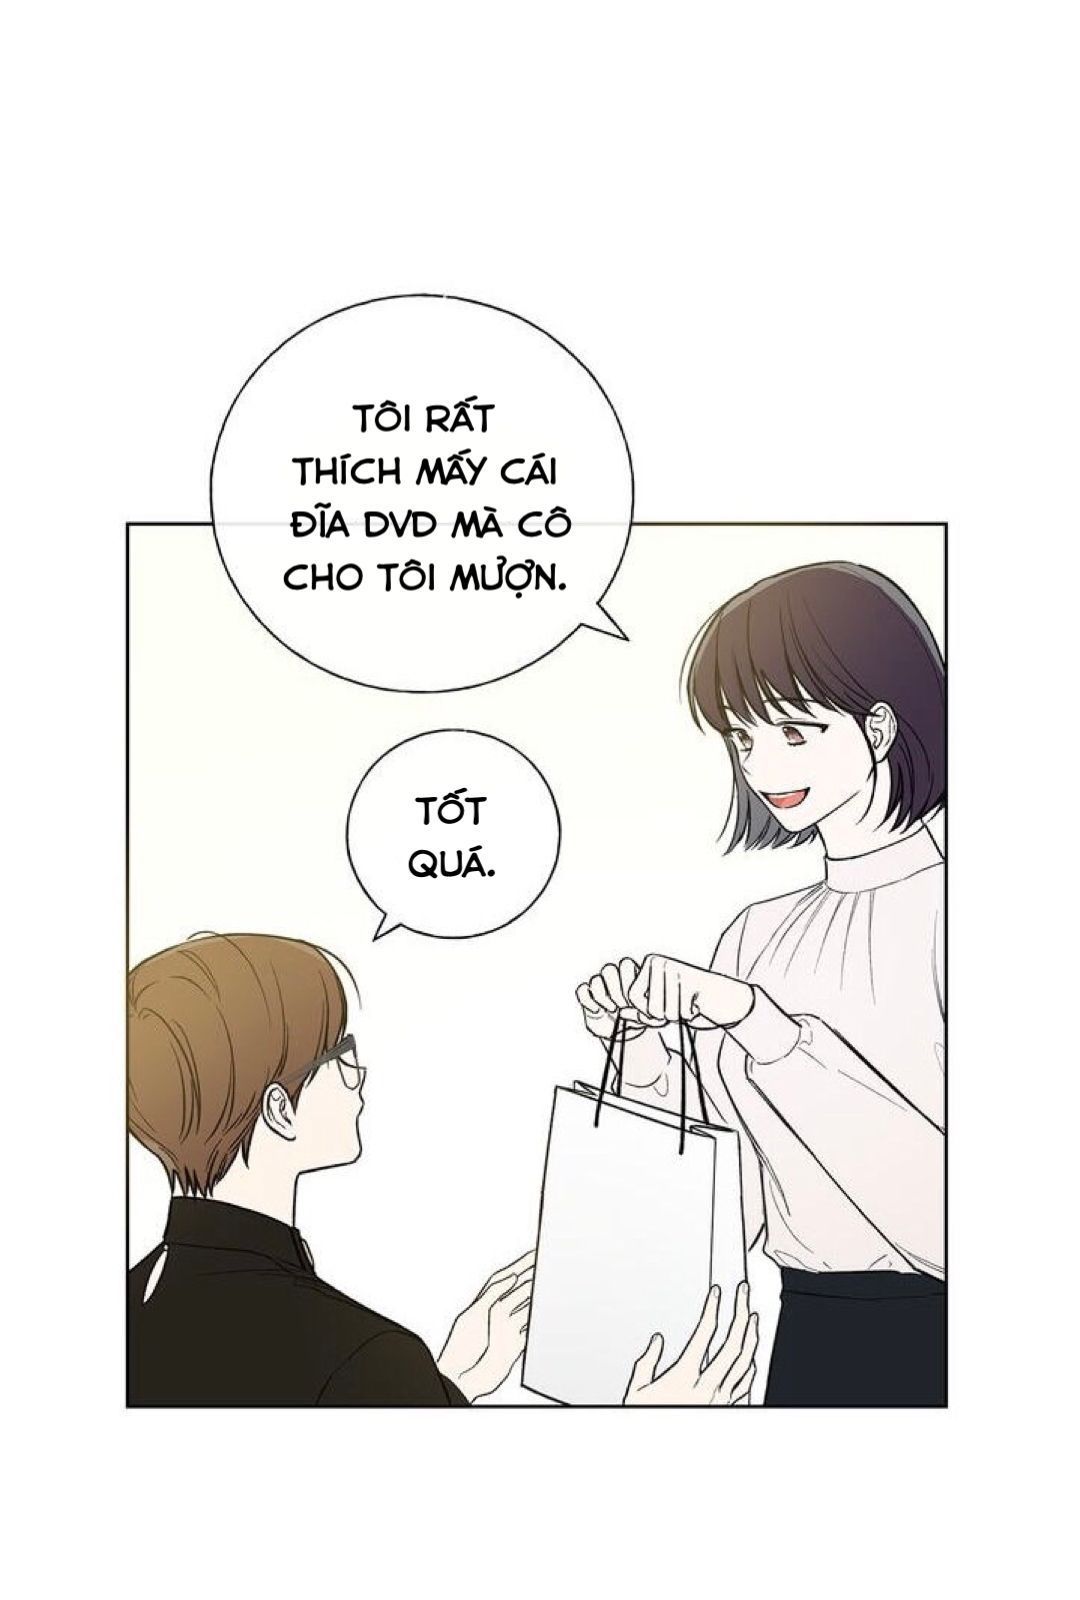 TÔI RẤT
THÍCH MẤY CÁI
ĐĨA DVD MÀ CÔ
CHO TÔI MƯỢN.
TỐT
QUÁ.